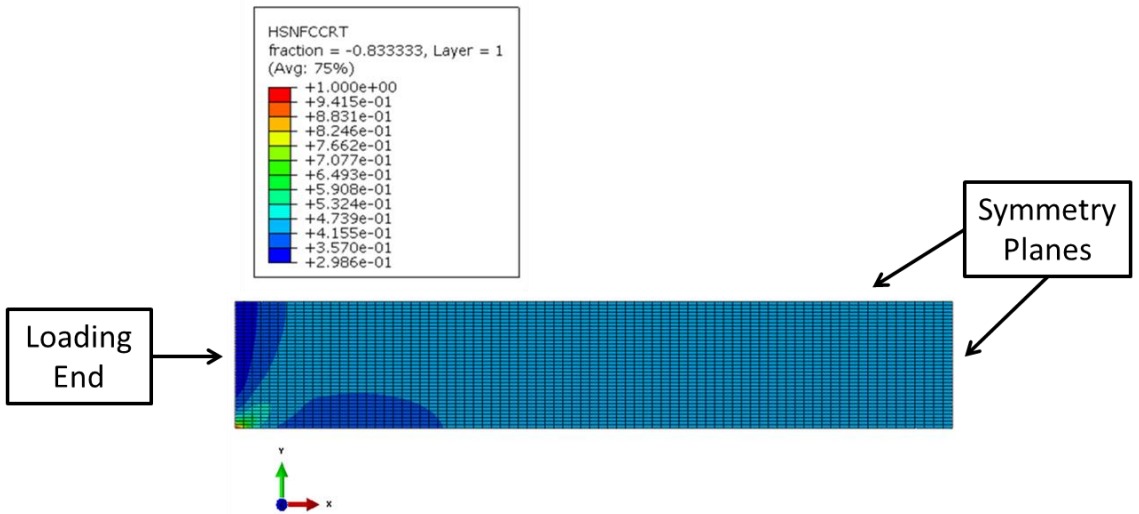 HSNFCCRT
fraction = -0.833333, Layer = 1
(Avg: 75%)
+1.000e+00
+9.415e-01
+8.831e-01
+8.246e-01
+7.662e-01
+7.077e-01
+6.493e-01
+5.908e-01
+5.324e-01
+4.739e-01
+4.155e-01
+3.570e-01
+2.986e-01
Symmetry
Planes
Loading
End
Y
X